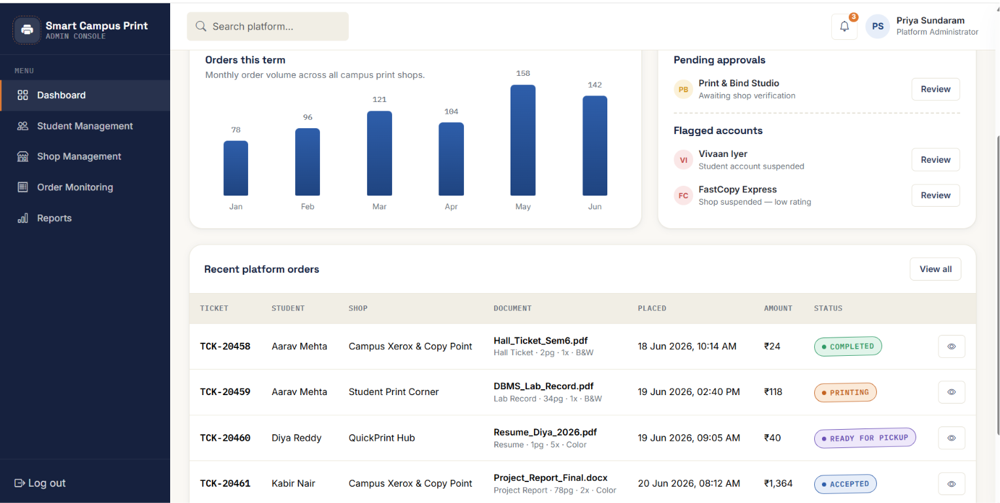 Smart Campus Print
ADMIN CONSOLE
MENU
Dashboard
Student Management
Shop Management
Order Monitoring
Reports
Log out
Search platform...
3
PS
Priya Sundaram
Platform Administrator
Orders this term
Monthly order volume across all campus print shops.
78
96
121
104
158
142
Jan Feb Mar Apr May Jun
Pending approvals
PB
Print & Bind Studio
Awaiting shop verification
Review
Flagged accounts
VI
Vivaan Iyer
Student account suspended
Review
FC
FastCopy Express
Shop suspended — low rating
Review
Recent platform orders
View all
TICKET STUDENT SHOP DOCUMENT PLACED AMOUNT STATUS
TCK-20458 Aarav Mehta Campus Xerox & Copy Point Hall_Ticket_Sem6.pdf 18 Jun 2026, 10:14 AM ₹24 COMPLETED
Hall Ticket · 2pg · 1x · B&W
TCK-20459 Aarav Mehta Student Print Corner DBMS_Lab_Record.pdf 19 Jun 2026, 02:40 PM ₹118 PRINTING
Lab Record · 34pg · 1x · B&W
TCK-20460 Diya Reddy QuickPrint Hub Resume_Diya_2026.pdf 19 Jun 2026, 09:05 AM ₹40 READY FOR PICKUP
Resume · 1pg · 5x · Color
TCK-20461 Kabir Nair Campus Xerox & Copy Point Project_Report_Final.docx 20 Jun 2026, 08:12 AM ₹1,364 ACCEPTED
Project Report · 78pg · 2x · Color